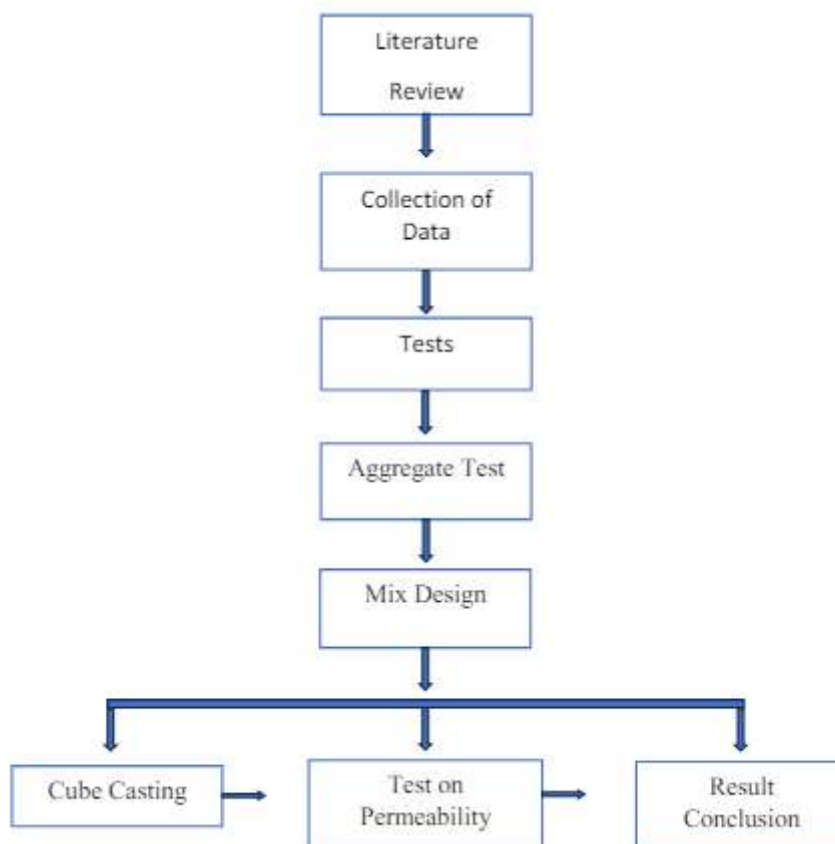 Literature
Review
Collection of
Data
Tests
Aggregate Test
Mix Design
Cube Casting
Test on
Permeability
Result
Conclusion